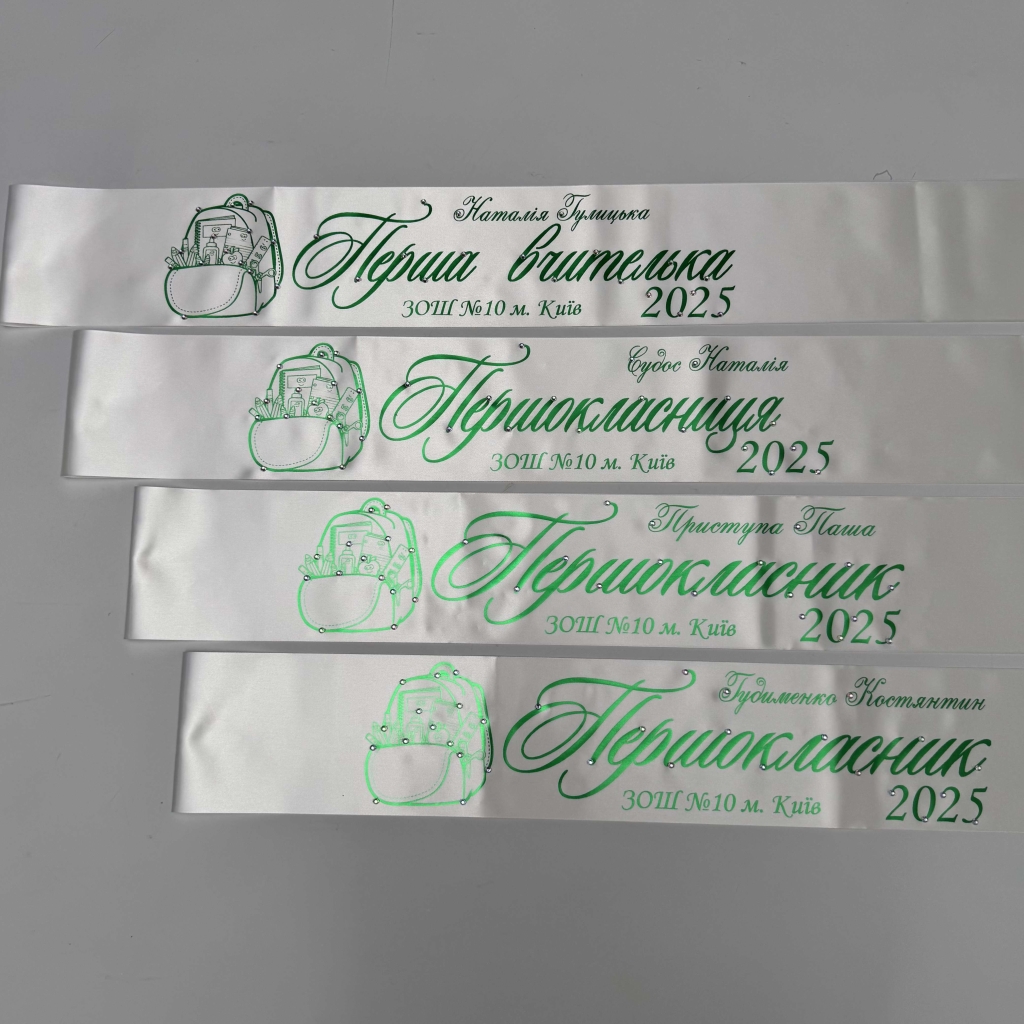 Наталія Гулицька
Перша вчителька
ЗОШ №10 м. Київ
2025
Судос Наталія
Першокласниця
ЗОШ №10 м. Київ
2025
Приступа Паша
Першокласник
ЗОШ №10 м. Київ
2025
Гудименко Костянтин
Першокласник
ЗОШ №10 м. Київ
2025